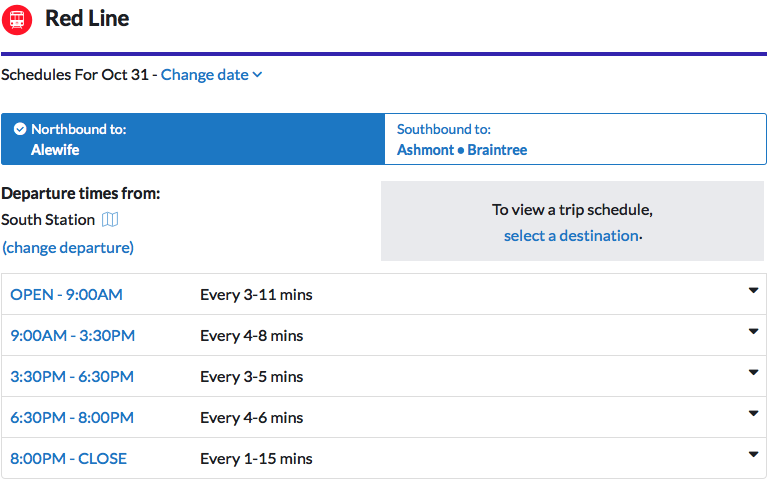 Red Line
Schedules For Oct 31 - Change date
Northbound to:
Alewife
Southbound to:
Ashmont • Braintree
Departure times from:
South Station
(change departure)
To view a trip schedule,
select a destination.
OPEN - 9:00AM Every 3-11 mins
9:00AM - 3:30PM Every 4-8 mins
3:30PM - 6:30PM Every 3-5 mins
6:30PM - 8:00PM Every 4-6 mins
8:00PM - CLOSE Every 1-15 mins